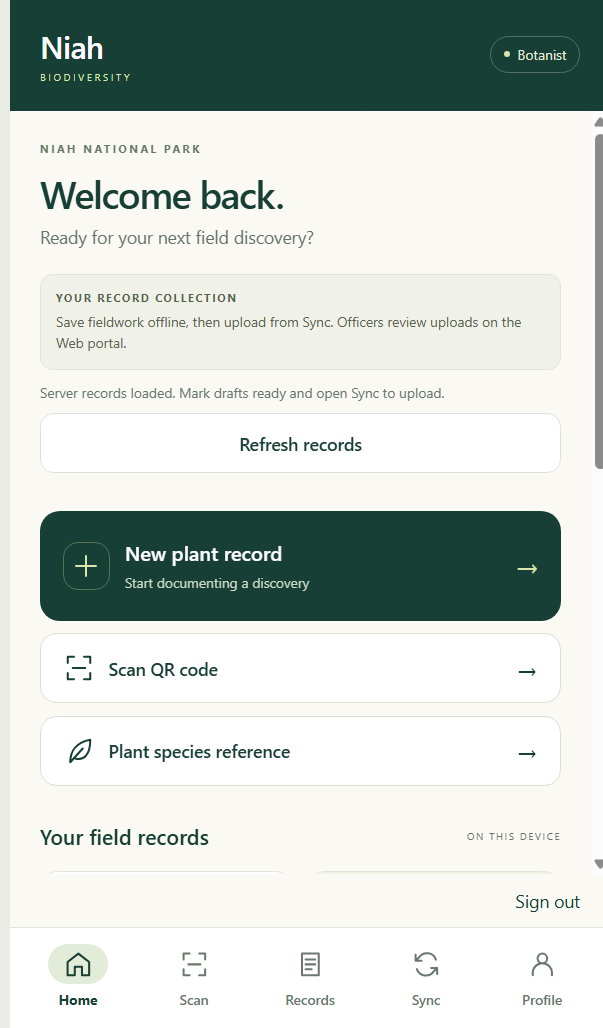 Niah
BIODIVERSITY
Botanist
NIAH NATIONAL PARK
Welcome back.
Ready for your next field discovery?
YOUR RECORD COLLECTION
Save fieldwork offline, then upload from Sync. Officers review uploads on the
Web portal.
Server records loaded. Mark drafts ready and open Sync to upload.
Refresh records
New plant record
Start documenting a discovery
→
Scan QR code
→
Plant species reference
→
Your field records
ON THIS DEVICE
Sign out
Home
Scan
Records
Sync
Profile